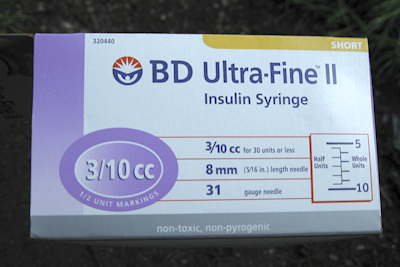 320440
SHORT
BD Ultra-Fine™ II
Insulin Syringe
3/10 cc for 30 units or less
8 mm (5/16 in.) length needle
31 gauge needle
3/10 cc
1/2 UNIT MARKINGS
Half Units
Whole Units
5
10
non-toxic, non-pyrogenic